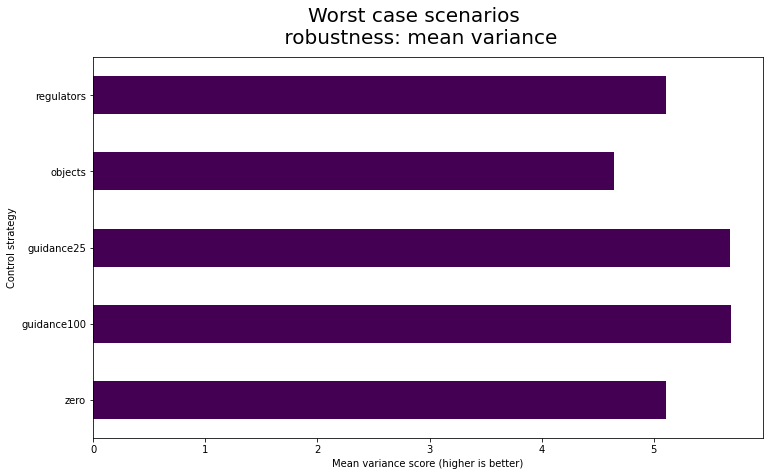 Worst case scenarios
robustness: mean variance
regulators
objects
guidance25
guidance100
zero
Control strategy
0 1 2 3 4 5
Mean variance score (higher is better)